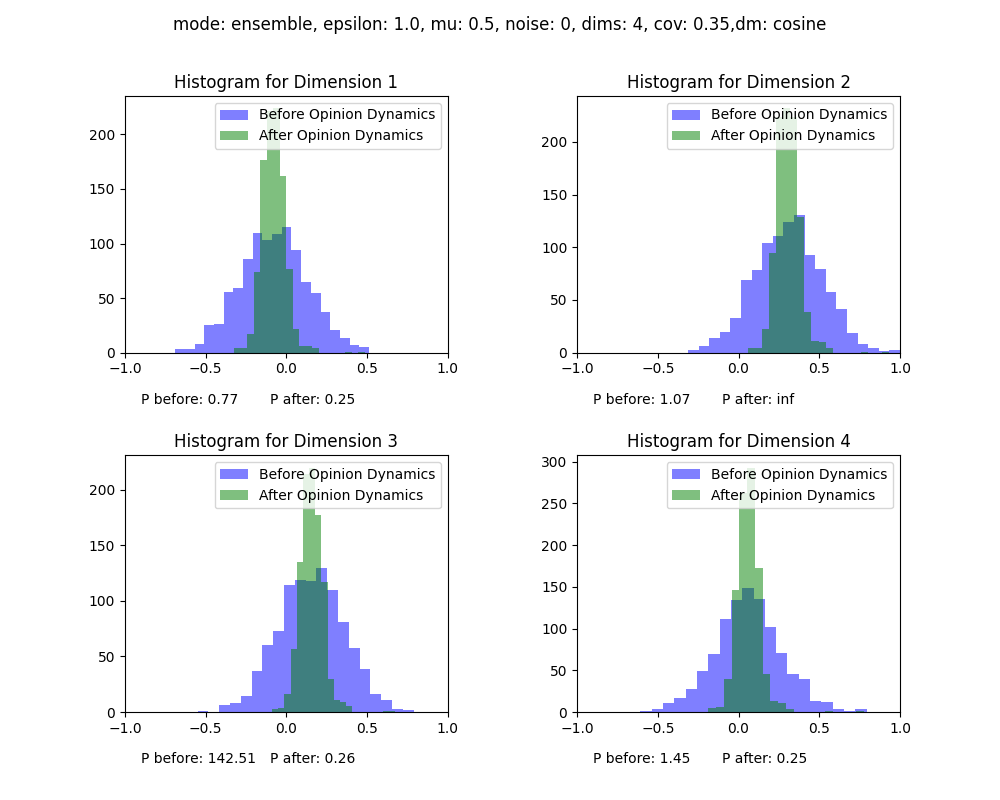 mode: ensemble, epsilon: 1.0, mu: 0.5, noise: 0, dims: 4, cov: 0.35,dm: cosine
Histogram for Dimension 1
Before Opinion Dynamics
After Opinion Dynamics
200
150
100
50
0
−1.0 −0.5 0.0 0.5 1.0
P before: 0.77 P after: 0.25
Histogram for Dimension 2
Before Opinion Dynamics
After Opinion Dynamics
200
150
100
50
0
−1.0 −0.5 0.0 0.5 1.0
P before: 1.07 P after: inf
Histogram for Dimension 3
Before Opinion Dynamics
After Opinion Dynamics
200
150
100
50
0
−1.0 −0.5 0.0 0.5 1.0
P before: 142.51 P after: 0.26
Histogram for Dimension 4
Before Opinion Dynamics
After Opinion Dynamics
300
250
200
150
100
50
0
−1.0 −0.5 0.0 0.5 1.0
P before: 1.45 P after: 0.25